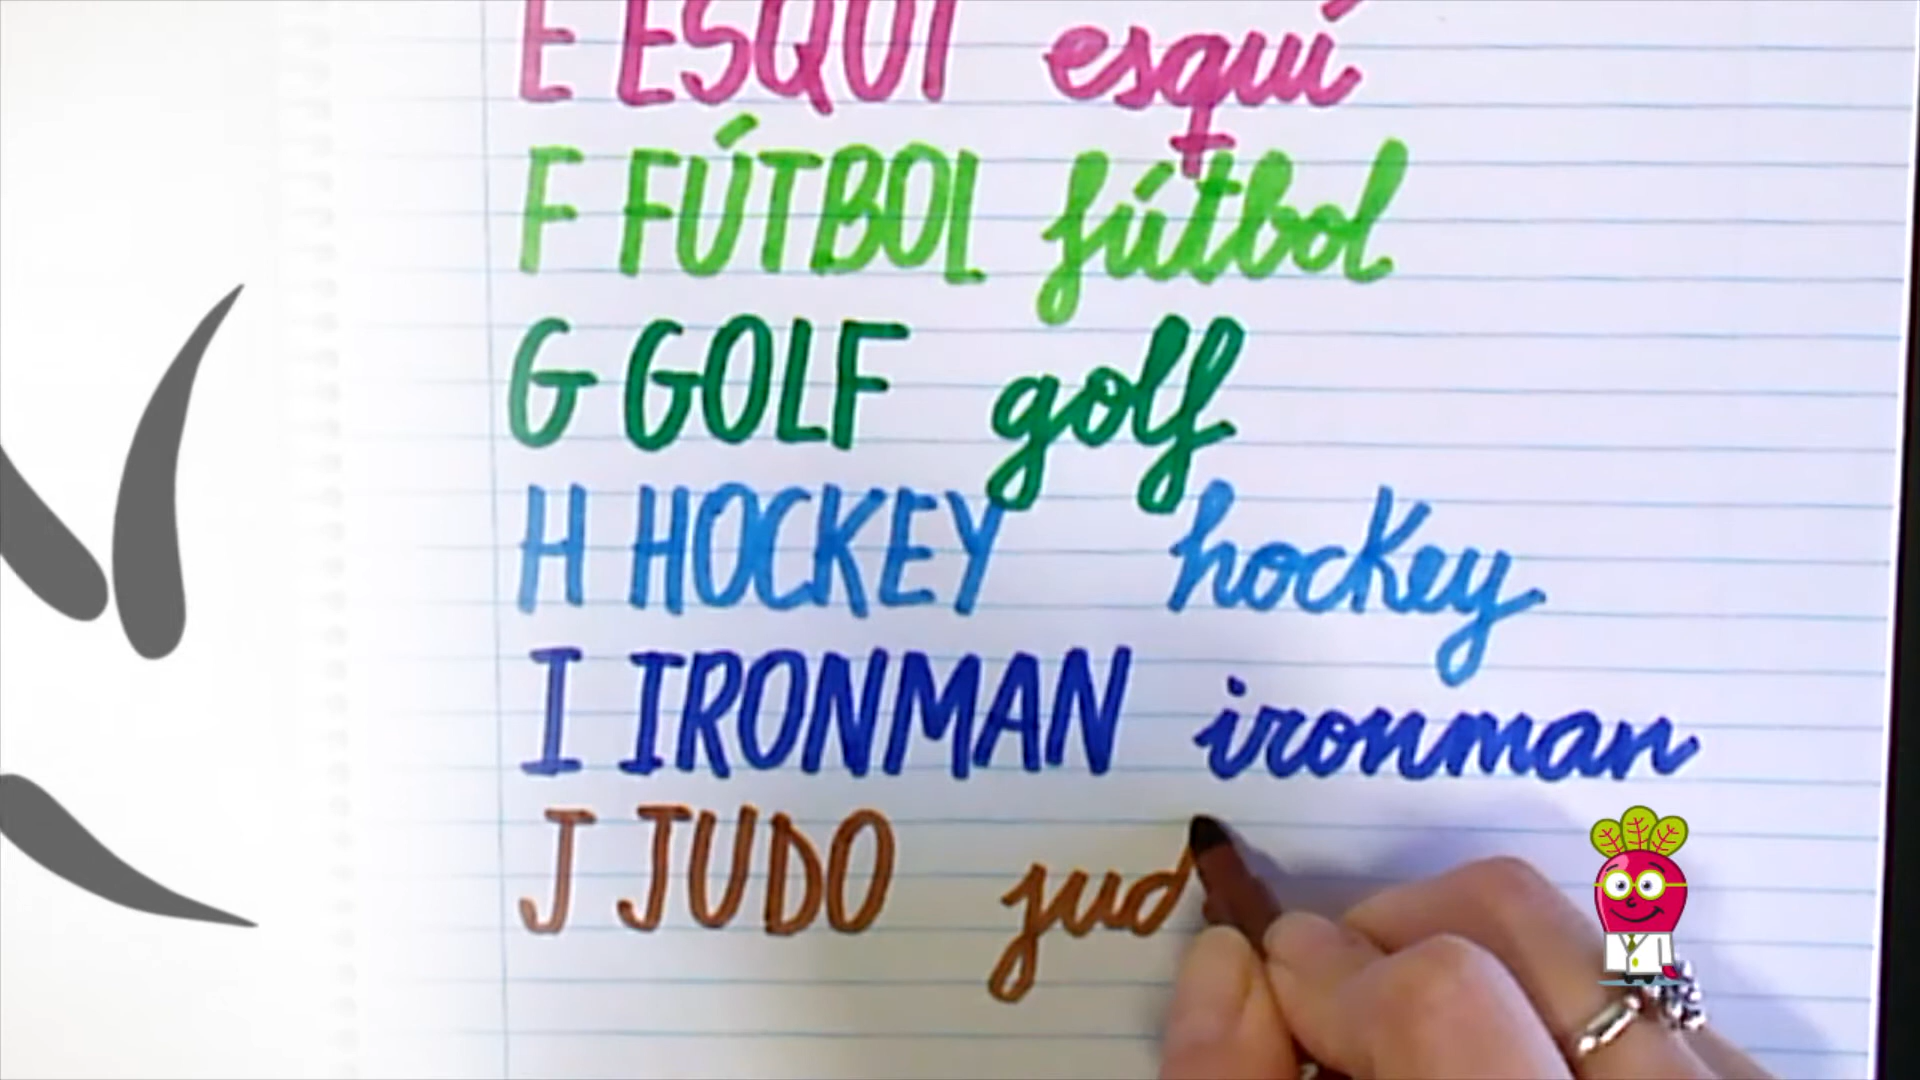 E ESQUÍ esquí
F FÚTBOL fútbol
G GOLF golf
H HOCKEY hockey
I IRONMAN ironman
J JUDO jud